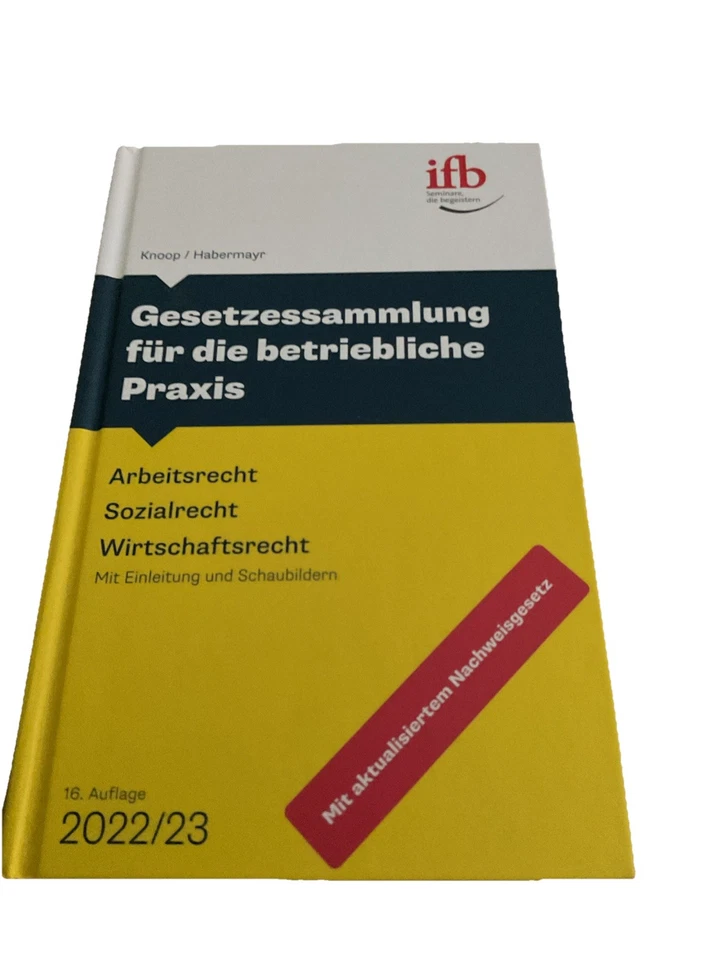 ifb
Seminare,
die begeistern
Knoop / Habermayr
Gesetzessammlung
für die betriebliche
Praxis
Arbeitsrecht
Sozialrecht
Wirtschaftsrecht
Mit Einleitung und Schaubildern
Mit aktualisiertem Nachweisgesetz
16. Auflage
2022/23